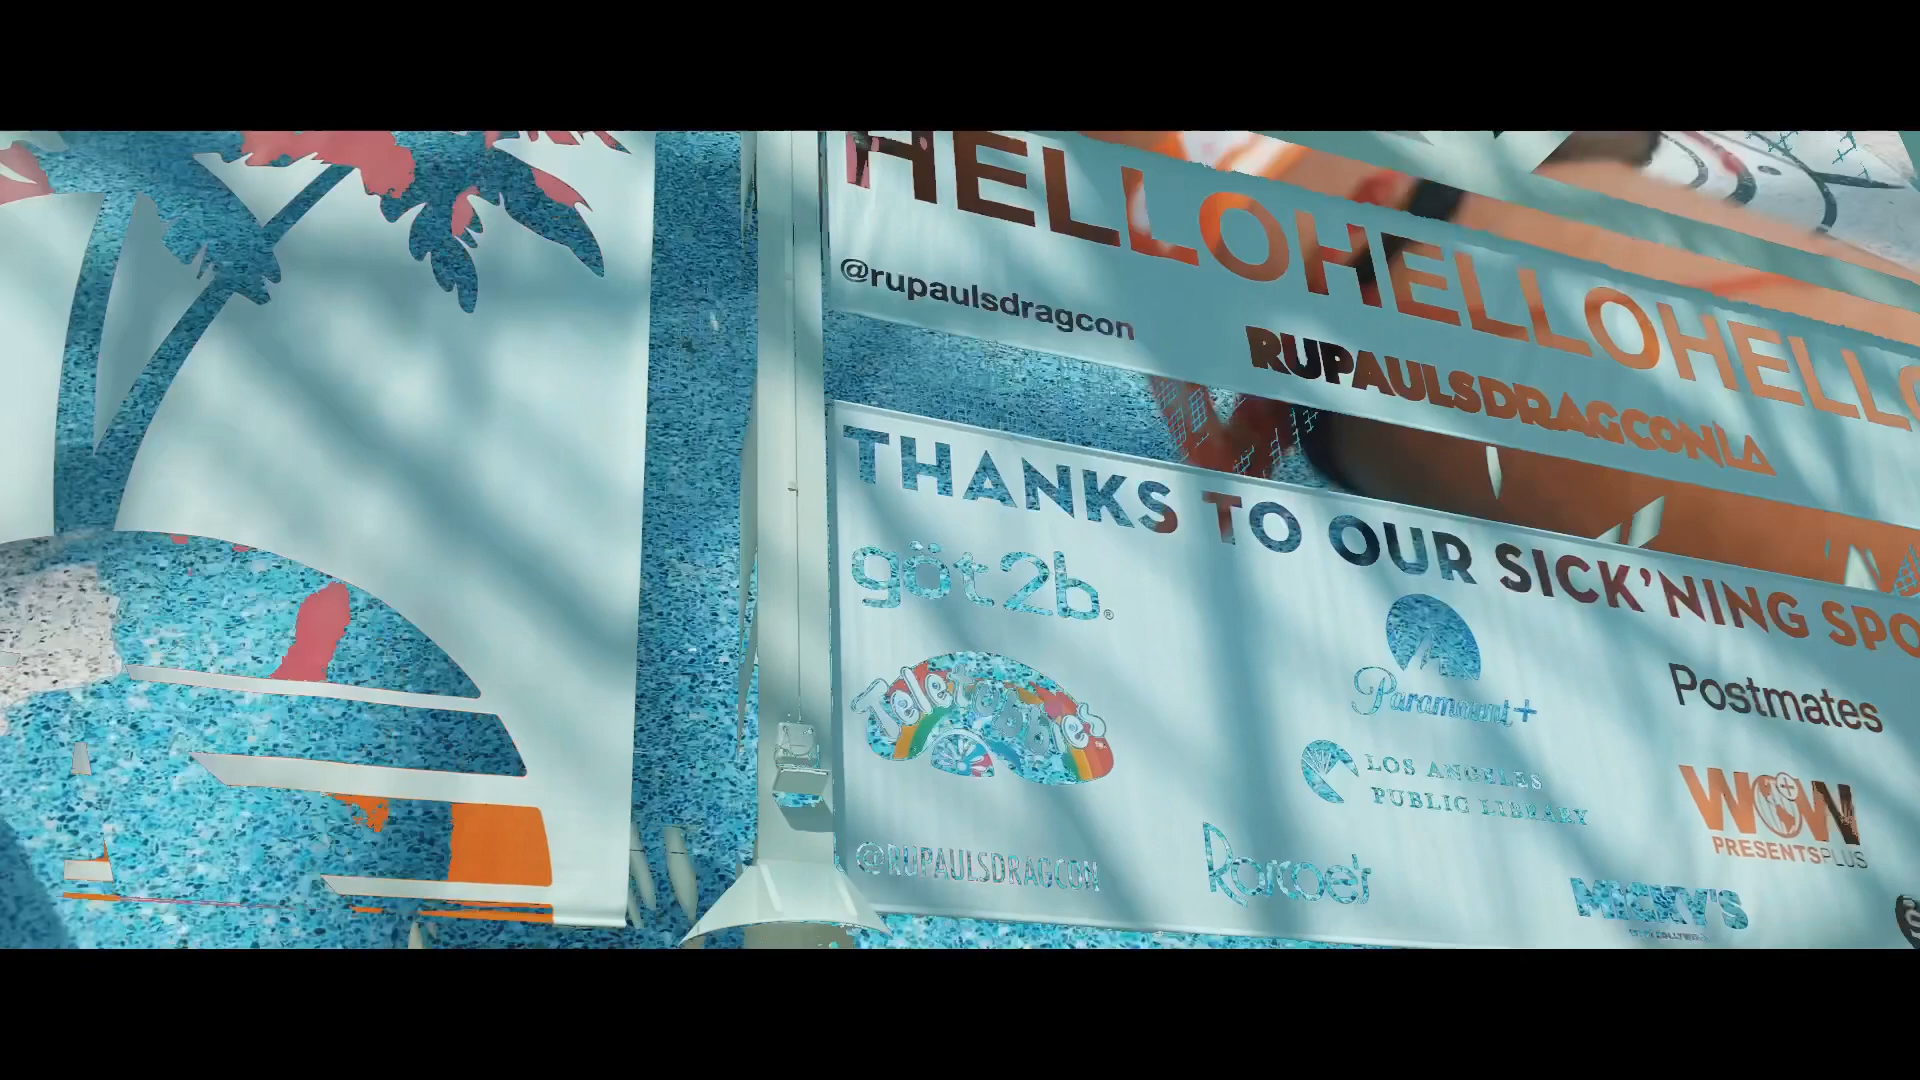 HELLOHELLOHELLO
@rupaulsdragcon
RUPAULSDRAGCONLA
THANKS TO OUR SICK'NING SPO
göt2b®
Paramount+
Postmates
Teletubbies
LOS ANGELES
PUBLIC LIBRARY
WOW+
PRESENTSPLUS
@RUPAULSDRAGCON
Roscoe's
MICKY'S